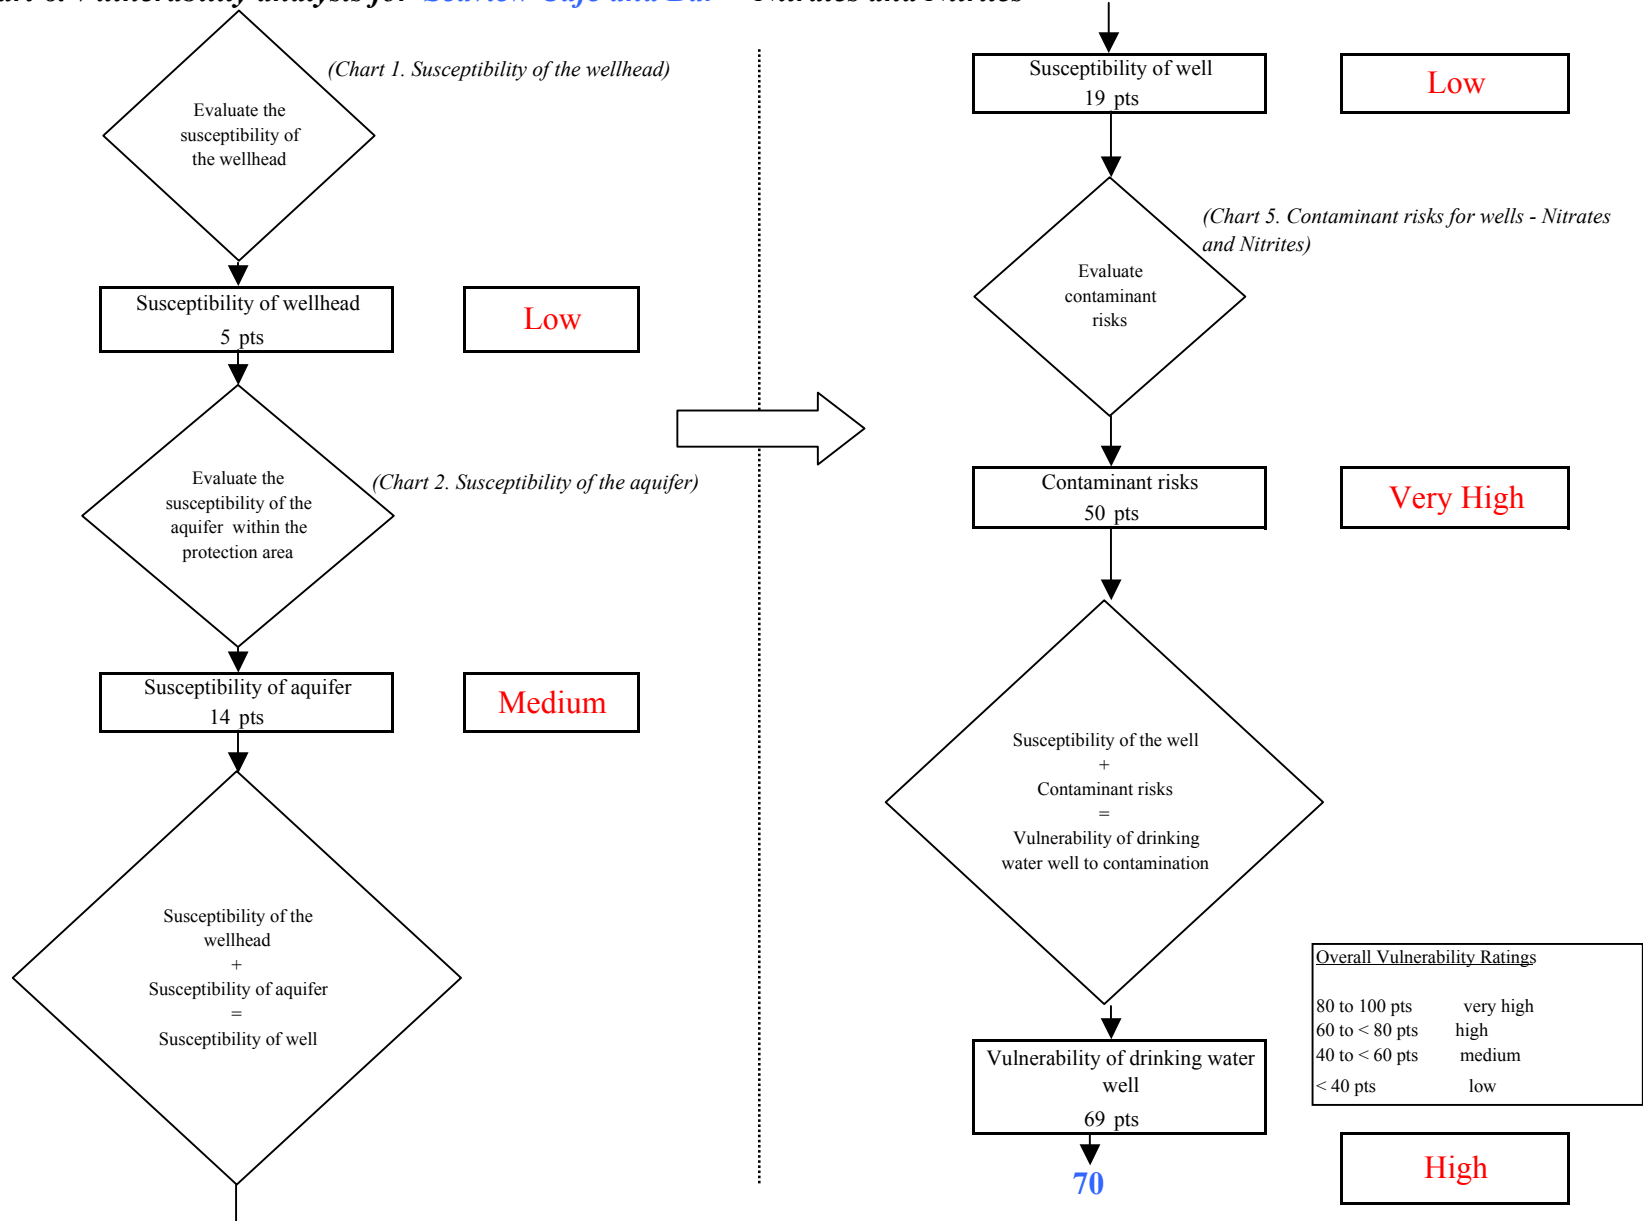 Nitrates and Nitrites
(Chart 1. Susceptibility of the wellhead)
Evaluate the
susceptibility of
the wellhead
Susceptibility of wellhead
5 pts
Low
Evaluate the
susceptibility of the
aquifer within the
protection area
(Chart 2. Susceptibility of the aquifer)
Susceptibility of aquifer
14 pts
Medium
Susceptibility of the
wellhead
+
Susceptibility of aquifer
=
Susceptibility of well
Susceptibility of well
19 pts
Low
(Chart 5. Contaminant risks for wells - Nitrates
and Nitrites)
Evaluate
contaminant
risks
Contaminant risks
50 pts
Very High
Susceptibility of the well
+
Contaminant risks
=
Vulnerability of drinking
water well to contamination
Overall Vulnerability Ratings
80 to 100 pts very high
60 to < 80 pts high
40 to < 60 pts medium
< 40 pts low
Vulnerability of drinking water
well
69 pts
70
High